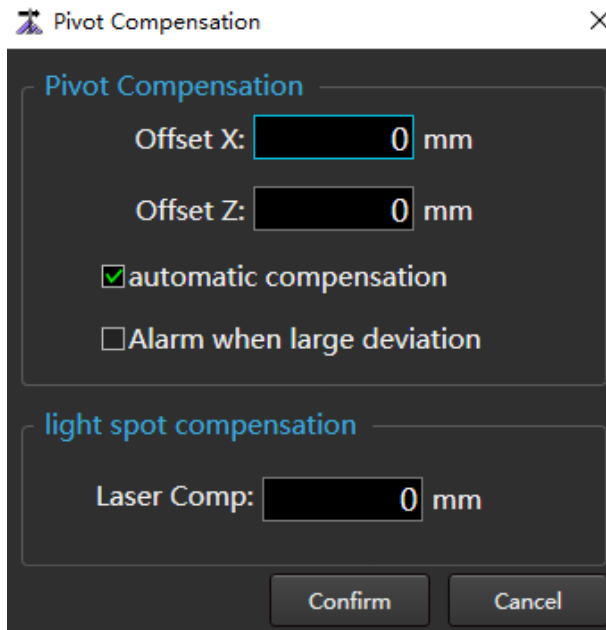 Pivot Compensation
Pivot Compensation
Offset X: 0 mm
Offset Z: 0 mm
automatic compensation
Alarm when large deviation
light spot compensation
Laser Comp: 0 mm
Confirm Cancel